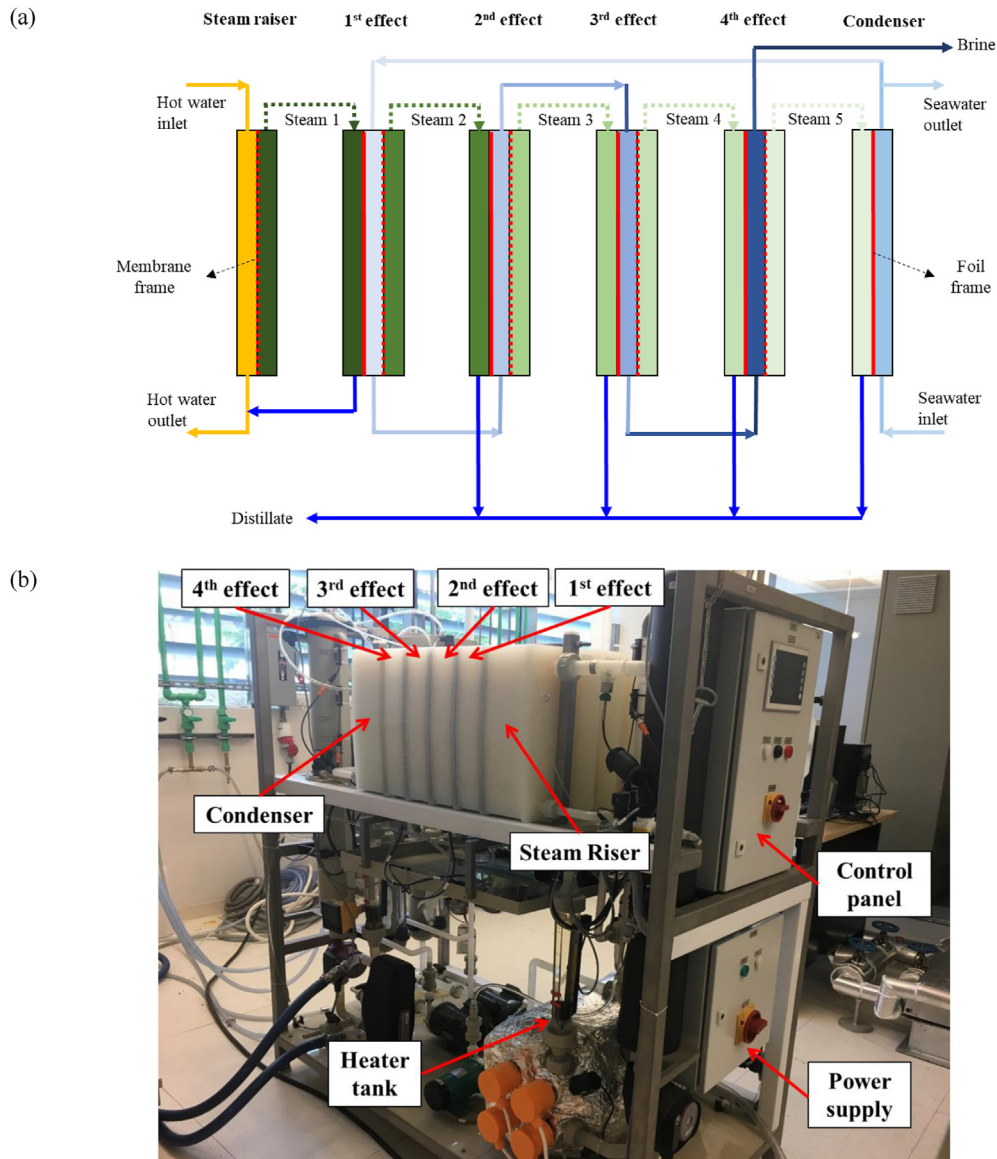 (a)
Steam raiser
1st effect
2nd effect
3rd effect
4th effect
Condenser
Brine
Hot water
inlet
Steam 1
Steam 2
Steam 3
Steam 4
Steam 5
Seawater
outlet
Membrane
frame
Foil
frame
Hot water
outlet
Seawater
inlet
Distillate
(b)
4th effect
3rd effect
2nd effect
1st effect
Condenser
Steam Riser
Control
panel
Heater
tank
Power
supply